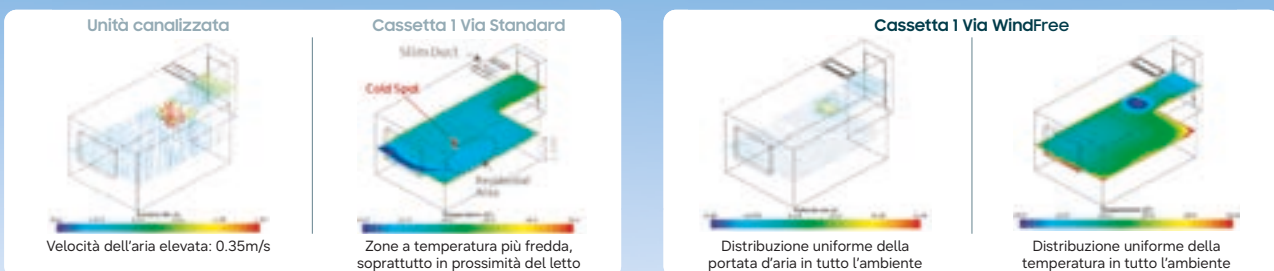 Unità canalizzata
Cassetta 1 Via Standard
Slim Duct
Cold Spot
Residential
Area
Velocità dell'aria elevata: 0.35m/s
Zone a temperatura più fredda,
soprattutto in prossimità del letto
Cassetta 1 Via WindFree
Distribuzione uniforme della
portata d'aria in tutto l'ambiente
Distribuzione uniforme della
temperatura in tutto l'ambiente